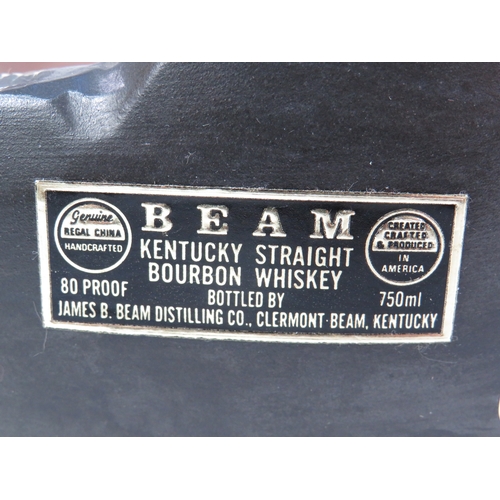 Genuine
REGAL CHINA
HANDCRAFTED
BEAM
CREATED
CRAFTED
& PRODUCED
IN
AMERICA
KENTUCKY STRAIGHT
BOURBON WHISKEY
80 PROOF
BOTTLED BY
750ml
JAMES B. BEAM DISTILLING CO., CLERMONT-BEAM, KENTUCKY